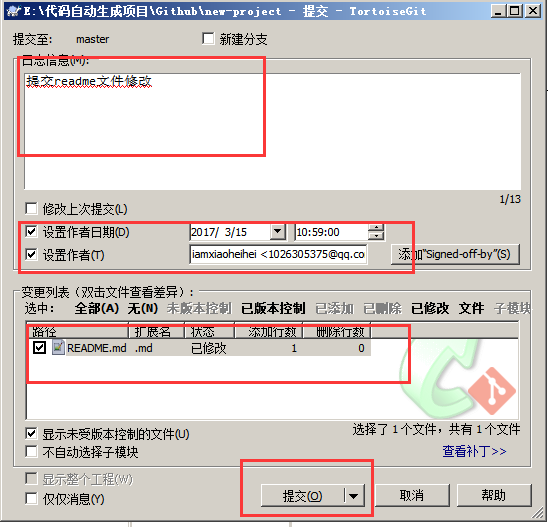 E:\代码自动生成项目\Github\new-project - 提交 - TortoiseGit
提交至: master 新建分支
日志信息(M):
提交readme文件修改
1/13
修改上次提交(L)
设置作者日期(D) 2017/ 3/15 10:59:00
设置作者(T) iamxiaoheihei <1026305375@qq.co 添加"Signed-off-by"(S)
变更列表（双击文件查看差异）:
选中: 全部(A) 无(N) 未版本控制 已版本控制 已添加 已删除 已修改 文件 子模块
路径 扩展名 状态 添加行数 删除行数
README.md .md 已修改 1 0
显示未受版本控制的文件(U) 选择了 1个文件，共有 1个文件
不自动选择子模块 查看补丁>>
显示整个工程(W)
仅仅消息(Y) 提交(O) 取消 帮助